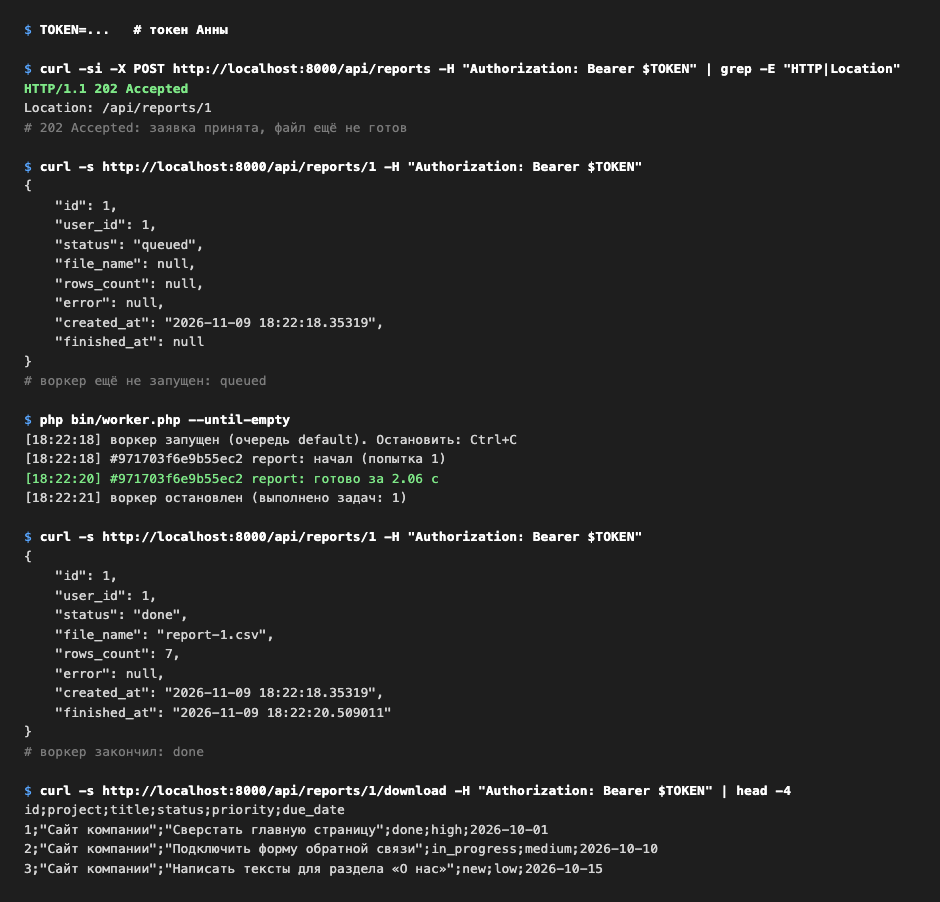 $ TOKEN=...   # токен Анны
$ curl -si -X POST http://localhost:8000/api/reports -H "Authorization: Bearer $TOKEN" | grep -E "HTTP|Location"
HTTP/1.1 202 Accepted
Location: /api/reports/1
# 202 Accepted: заявка принята, файл ещё не готов
$ curl -s http://localhost:8000/api/reports/1 -H "Authorization: Bearer $TOKEN"
{
    "id": 1,
    "user_id": 1,
    "status": "queued",
    "file_name": null,
    "rows_count": null,
    "error": null,
    "created_at": "2026-11-09 18:22:18.35319",
    "finished_at": null
}
# воркер ещё не запущен: queued
$ php bin/worker.php --until-empty
[18:22:18] воркер запущен (очередь default). Остановить: Ctrl+C
[18:22:18] #971703f6e9b55ec2 report: начал (попытка 1)
[18:22:20] #971703f6e9b55ec2 report: готово за 2.06 с
[18:22:21] воркер остановлен (выполнено задач: 1)
$ curl -s http://localhost:8000/api/reports/1 -H "Authorization: Bearer $TOKEN"
{
    "id": 1,
    "user_id": 1,
    "status": "done",
    "file_name": "report-1.csv",
    "rows_count": 7,
    "error": null,
    "created_at": "2026-11-09 18:22:18.35319",
    "finished_at": "2026-11-09 18:22:20.509011"
}
# воркер закончил: done
$ curl -s http://localhost:8000/api/reports/1/download -H "Authorization: Bearer $TOKEN" | head -4
id;project;title;status;priority;due_date
1;"Сайт компании";"Сверстать главную страницу";done;high;2026-10-01
2;"Сайт компании";"Подключить форму обратной связи";in_progress;medium;2026-10-10
3;"Сайт компании";"Написать тексты для раздела «О нас»";new;low;2026-10-15